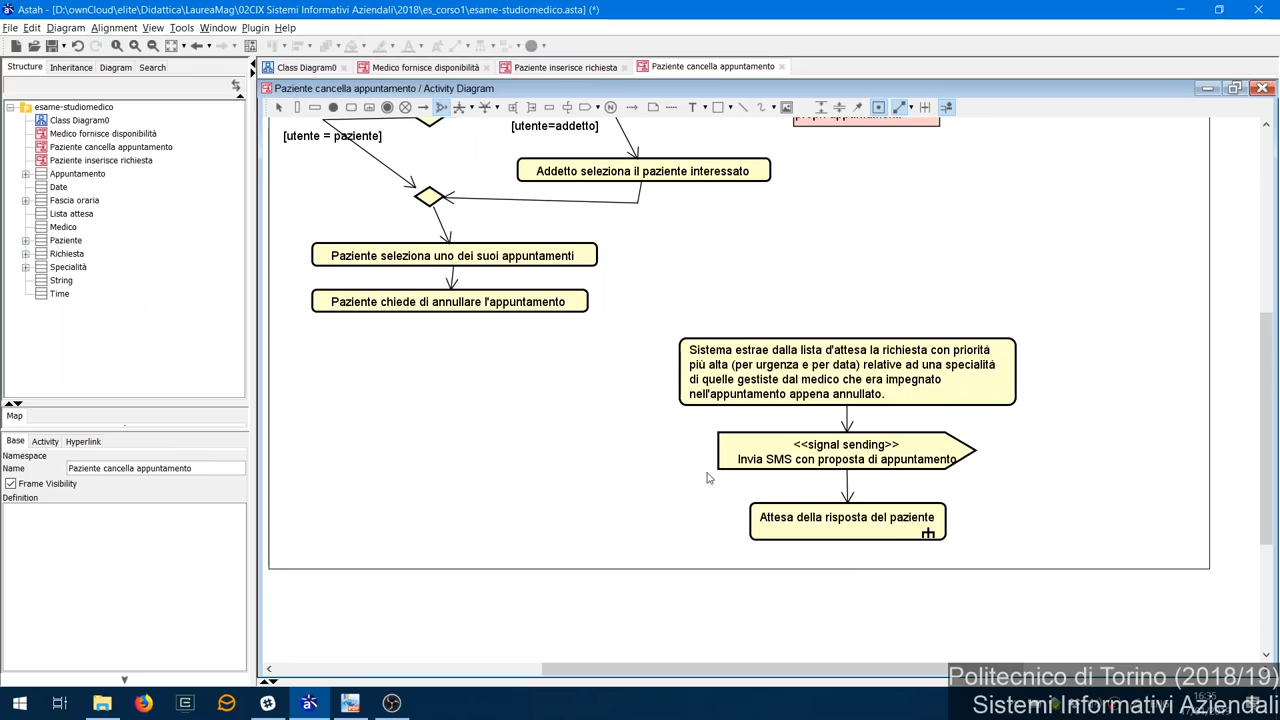 Astah - [D:\ownCloud\elite\Didattica\LaureaMag\02CIX Sistemi Informativi Aziendali\2018\es_corso1\esame-studiomedico.asta] (*)
File Edit Diagram Alignment View Tools Window Plugin Help
Structure Inheritance Diagram Search
Class Diagram0 Medico fornisce disponibilità Paziente inserisce richiesta Paziente cancella appuntamento
Paziente cancella appuntamento / Activity Diagram
esame-studiomedico
Class Diagram0
Medico fornisce disponibilità
Paziente cancella appuntamento
Paziente inserisce richiesta
Appuntamento
Date
Fascia oraria
Lista attesa
Medico
Paziente
Richiesta
Specialità
String
Time
Map
Base Activity Hyperlink
Namespace
Name Paziente cancella appuntamento
Frame Visibility
Definition
[utente = paziente]
[utente=addetto]
Addetto seleziona il paziente interessato
Paziente seleziona uno dei suoi appuntamenti
Paziente chiede di annullare l'appuntamento
Sistema estrae dalla lista d'attesa la richiesta con priorità
più alta (per urgenza e per data) relative ad una specialità
di quelle gestiste dal medico che era impegnato
nell'appuntamento appena annullato.
<<signal sending>>
Invia SMS con proposta di appuntamento
Attesa della risposta del paziente
Politecnico di Torino (2018/19)
Sistemi Informativi Aziendali